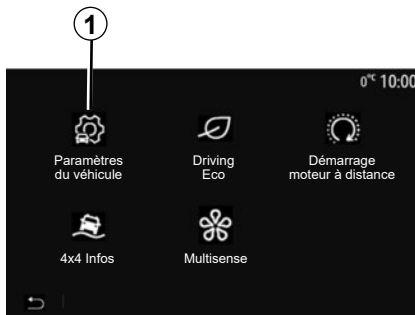 1
0°C 10:00
Paramètres
du véhicule
Driving
Eco
Démarrage
moteur à distance
4x4 Infos
Multisense